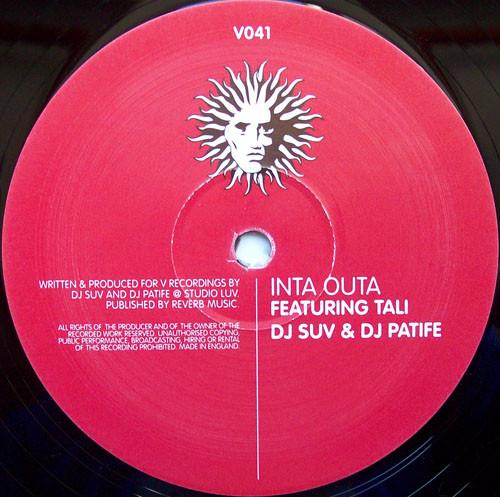 V041
WRITTEN & PRODUCED FOR V RECORDINGS BY
DJ SUV AND DJ PATIFE @ STUDIO LUV.
PUBLISHED BY REVERB MUSIC.
ALL RIGHTS OF THE PRODUCER AND OF THE OWNER OF THE
RECORDED WORK RESERVED. UNAUTHORISED COPYING,
PUBLIC PERFORMANCE, BROADCASTING, HIRING OR RENTAL
OF THIS RECORDING PROHIBITED. MADE IN ENGLAND.
INTA OUTA
FEATURING TALI
DJ SUV & DJ PATIFE